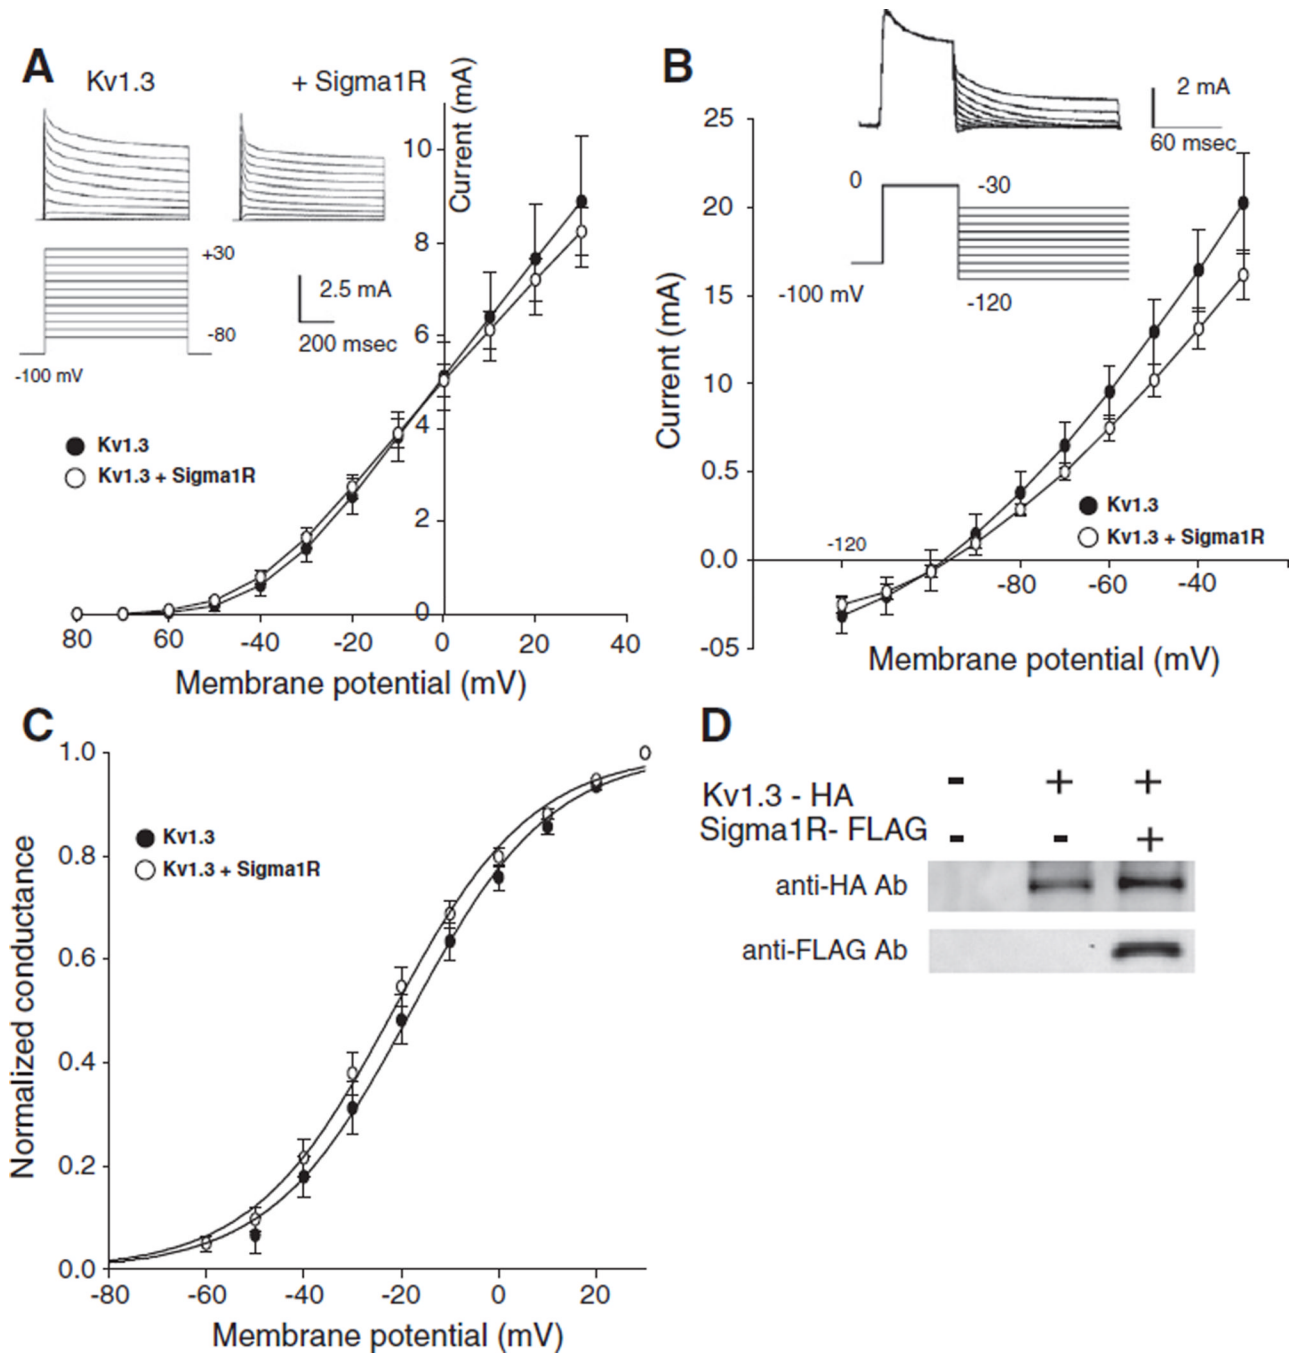 A
Kv1.3
+ Sigma1R
+30
-80
-100 mV
2.5 mA
200 msec
Kv1.3
Kv1.3 + Sigma1R
Current (mA)
10
8
6
4
2
0
80
60
-40
-20
0
20
40
Membrane potential (mV)
B
2 mA
60 msec
0
-30
-100 mV
-120
Current (mA)
25
20
15
10
0.5
0.0
-05
-120
-80
-60
-40
Kv1.3
Kv1.3 + Sigma1R
Membrane potential (mV)
C
Kv1.3
Kv1.3 + Sigma1R
Normalized conductance
1.0
0.8
0.6
0.4
0.2
0.0
-80
-60
-40
-20
0
20
Membrane potential (mV)
D
Kv1.3 - HA - + +
Sigma1R- FLAG - - +
anti-HA Ab
anti-FLAG Ab